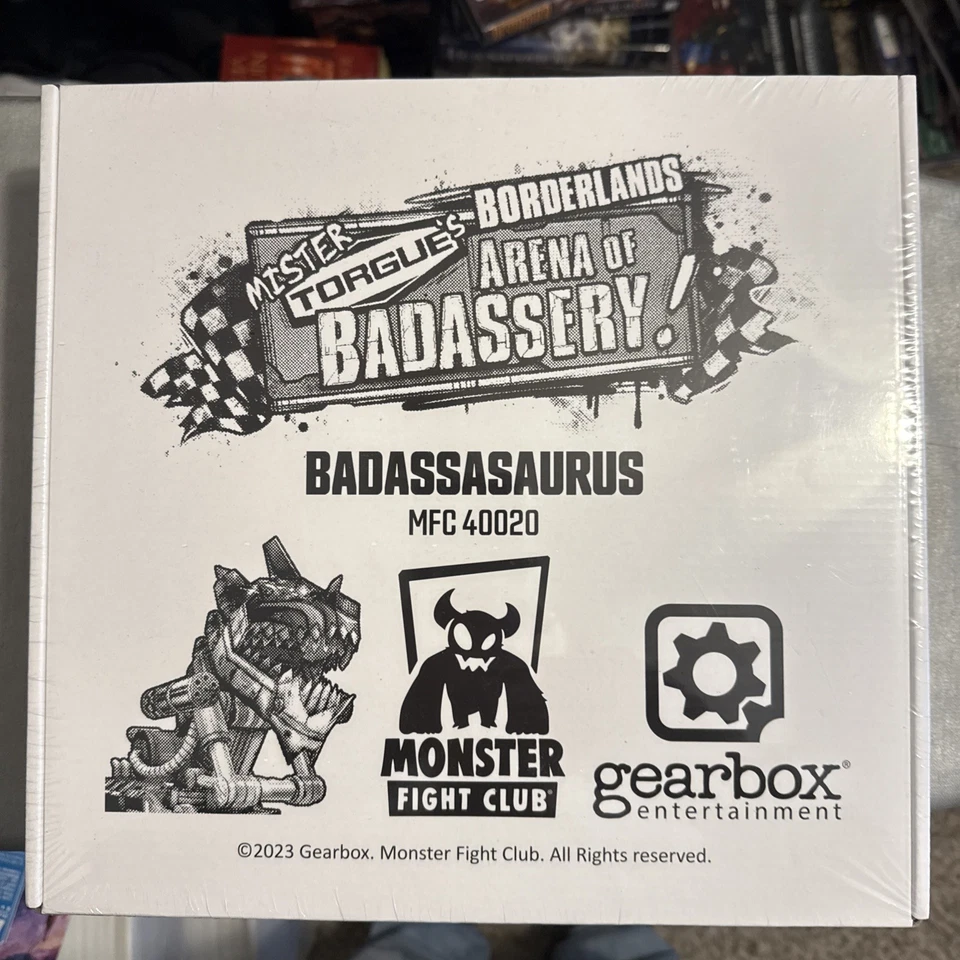 BORDERLANDS
MISTER
TORGUE'S
ARENA OF
BADASSERY!
BADASSASAURUS
MFC 40020
MONSTER
FIGHT CLUB
gearbox®
entertainment
©2023 Gearbox. Monster Fight Club. All Rights reserved.